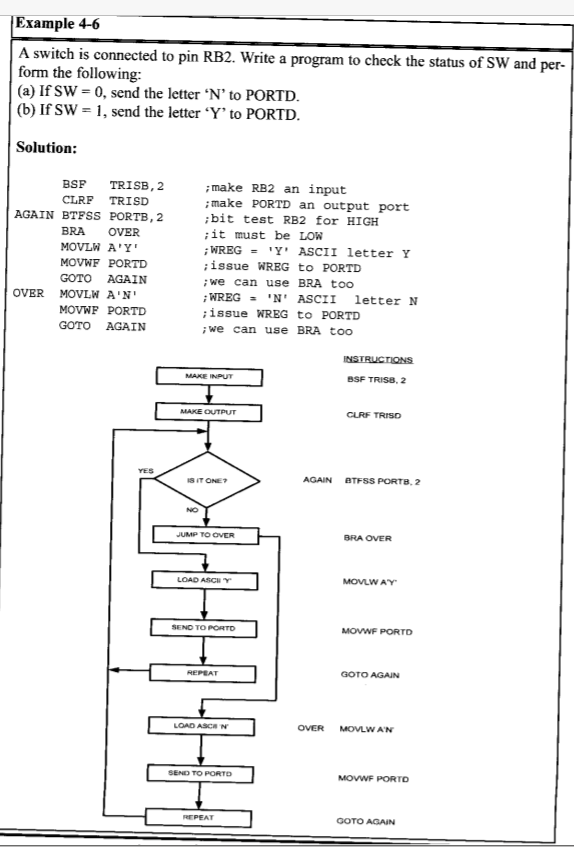 Example 4-6
A switch is connected to pin RB2. Write a program to check the status of SW and per-
form the following:
(a) If SW = 0, send the letter ‘N’ to PORTD.
(b) If SW = 1, send the letter ‘Y’ to PORTD.
Solution:
BSF TRISB,2 ;make RB2 an input
CLRF TRISD ;make PORTD an output port
AGAIN BTFSS PORTB,2 ;bit test RB2 for HIGH
BRA OVER ;it must be LOW
MOVLW A'Y' ;WREG = 'Y' ASCII letter Y
MOVWF PORTD ;issue WREG to PORTD
GOTO AGAIN ;we can use BRA too
OVER MOVLW A'N' ;WREG = 'N' ASCII letter N
MOVWF PORTD ;issue WREG to PORTD
GOTO AGAIN ;we can use BRA too
INSTRUCTIONS
MAKE INPUT BSF TRISB, 2
MAKE OUTPUT CLRF TRISD
YES
IS IT ONE? AGAIN BTFSS PORTB, 2
NO
JUMP TO OVER BRA OVER
LOAD ASCII 'Y' MOVLW A'Y'
SEND TO PORTD MOVWF PORTD
REPEAT GOTO AGAIN
LOAD ASCII 'N' OVER MOVLW A'N'
SEND TO PORTD MOVWF PORTD
REPEAT GOTO AGAIN